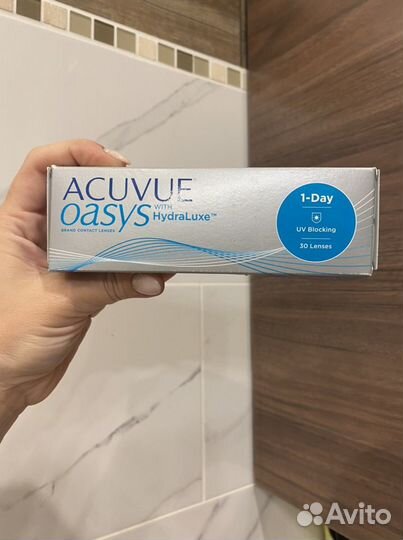 ACUVUE
oasys WITH HydraLuxe™
BRAND CONTACT LENSES
1-Day
UV Blocking
30 Lenses
Avito